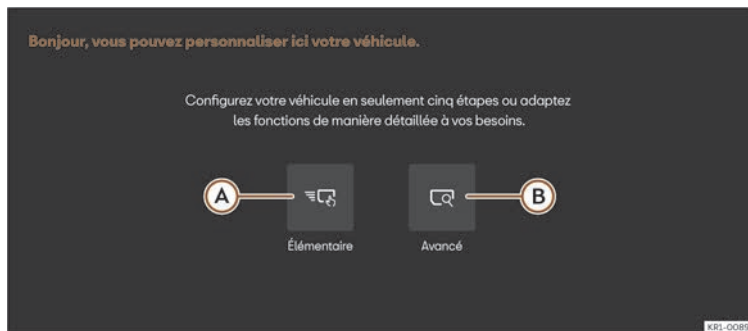 Bonjour, vous pouvez personnaliser ici votre véhicule.
Configurez votre véhicule en seulement cinq étapes ou adaptez
les fonctions de manière détaillée à vos besoins.
A
B
Élémentaire
Avancé
KR1-0089